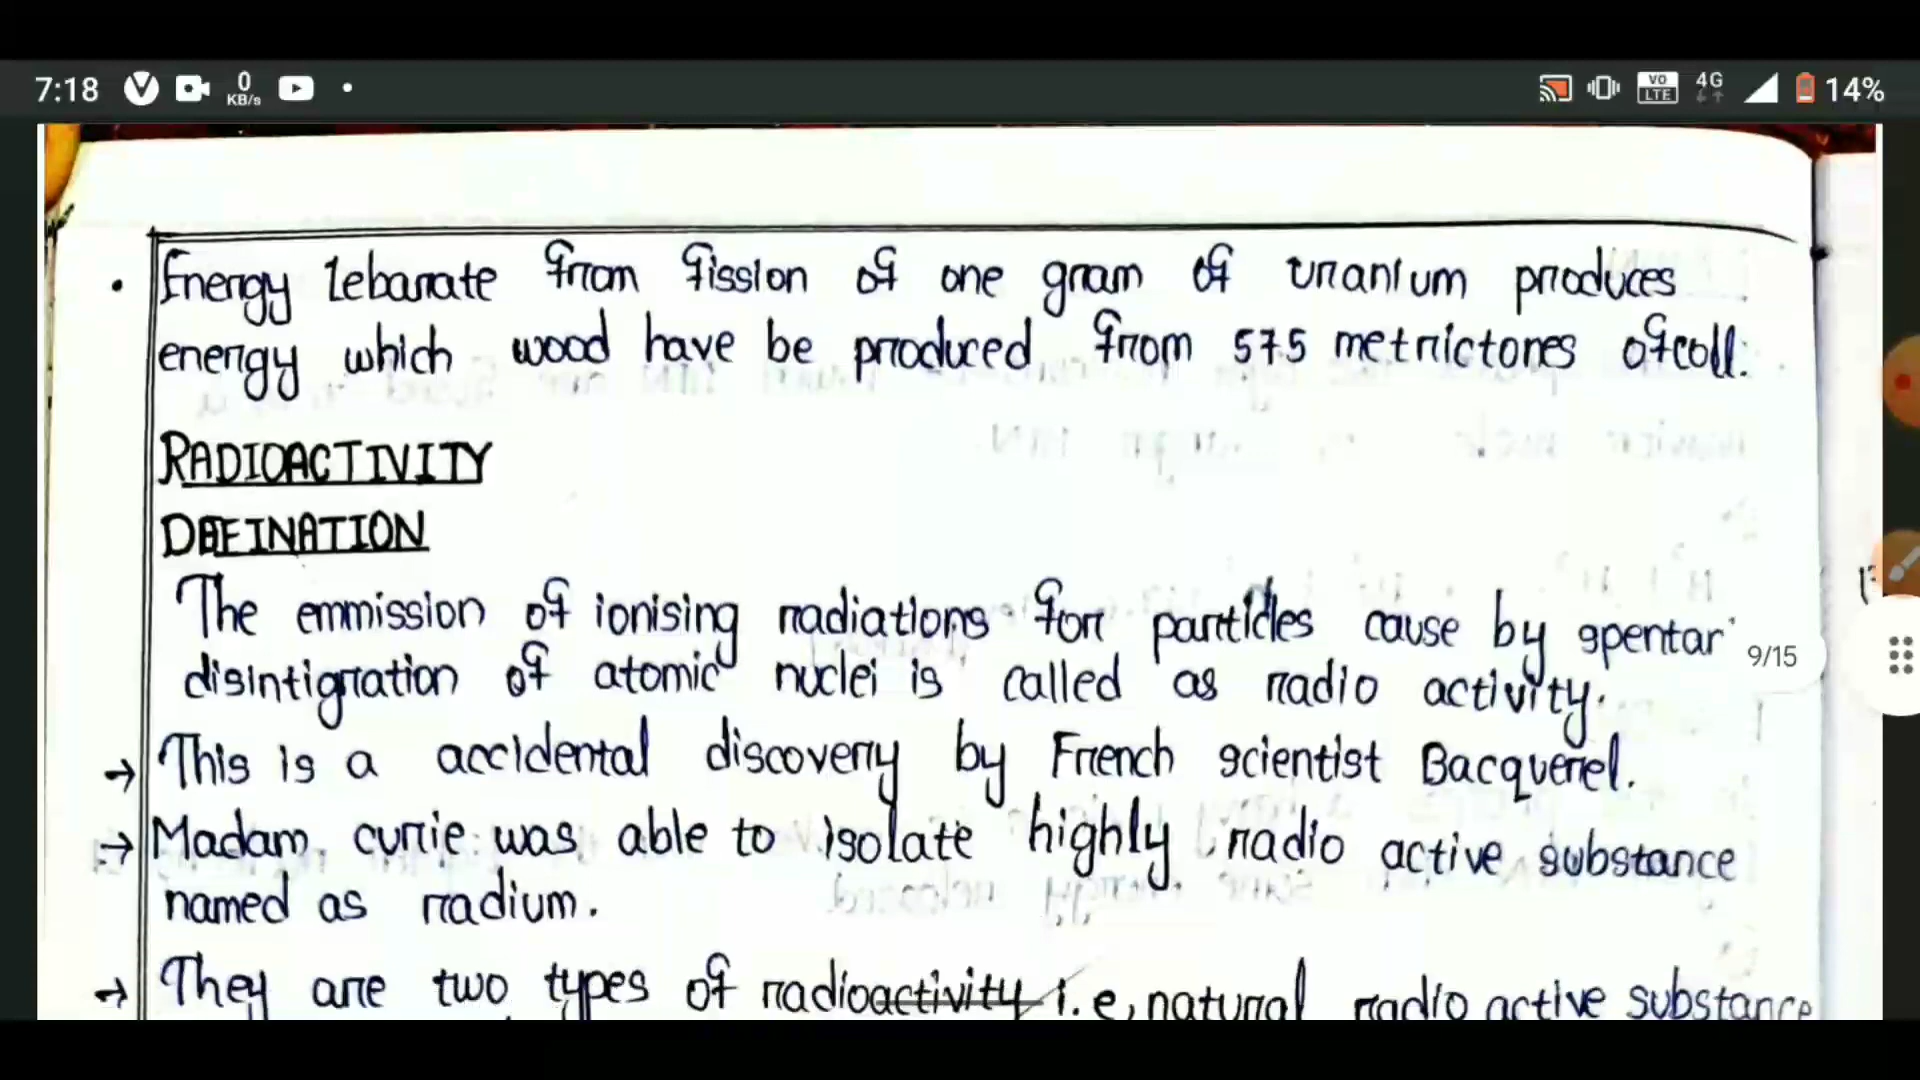 7:18 0 KB/s VO LTE 4G 14%
• Energy lebarate from fission of one gram of uranium produces
energy which wood have be produced from 575 metrictones of coll.
RADIOACTIVITY
DEFINATION
The emmission of ionising radiations for particles cause by spentar
9/15
disintigration of atomic nuclei is called as radio activity.
→ This is a accidental discovery by French scientist Bacquerel.
→ Madam curie was able to isolate highly radio active substance
named as radium.
→ They are two types of radioactivity i.e, natural radio active substance